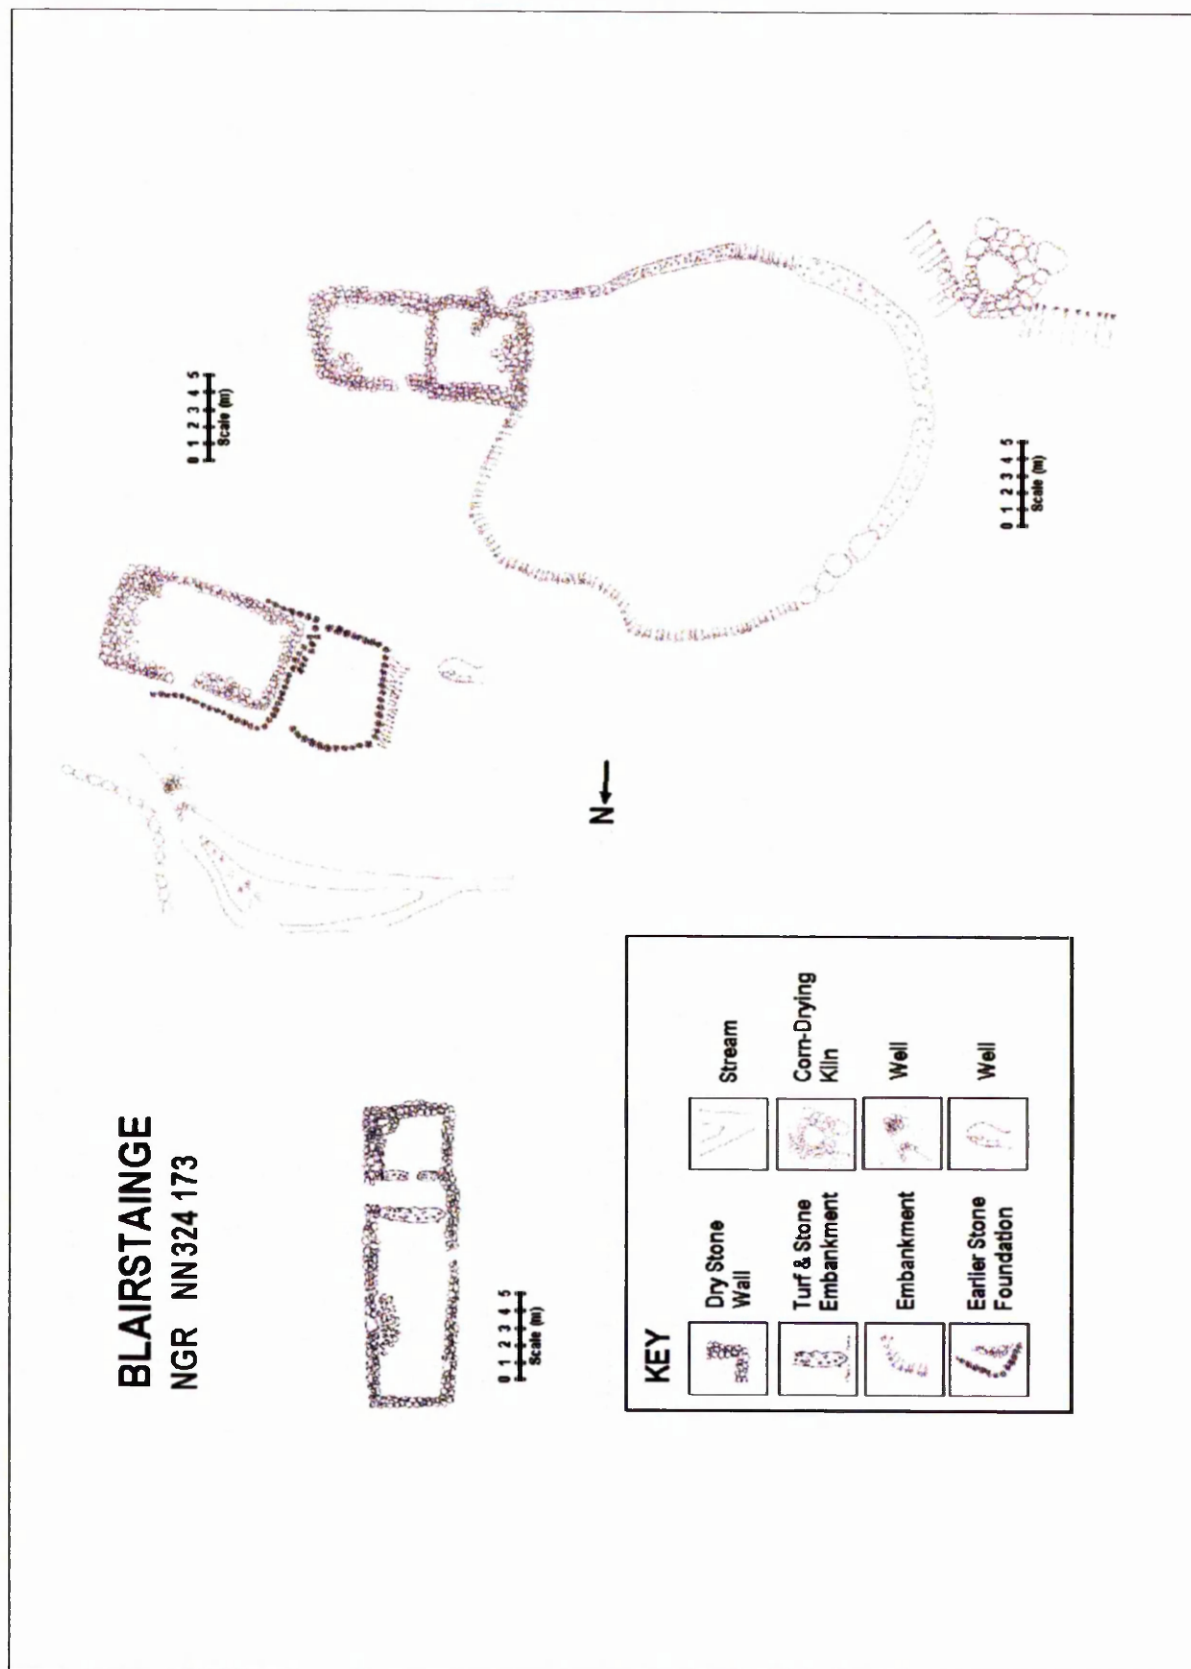 BLAIRSTAINGE
NGR NN324 173
0 1 2 3 4 5
Scale (m)
0 1 2 3 4 5
Scale (m)
0 1 2 3 4 5
Scale (m)
N
KEY
Dry Stone
Wall
Stream
Turf & Stone
Embankment
Corn-Drying
Kiln
Embankment
Well
Earlier Stone
Foundation
Well